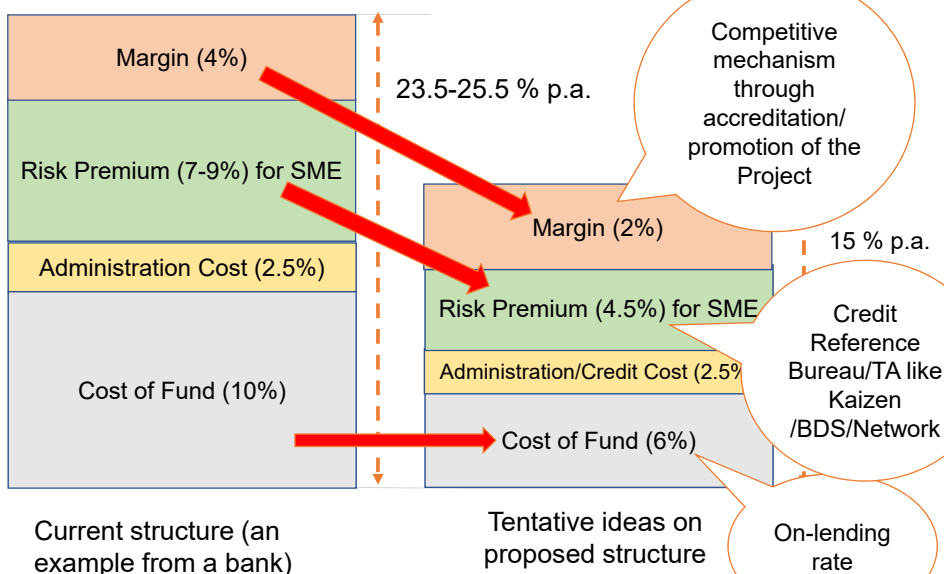 Margin (4%)
Risk Premium (7-9%) for SME
Administration Cost (2.5%)
Cost of Fund (10%)
Current structure (an
example from a bank)
23.5-25.5 % p.a.
Margin (2%)
Risk Premium (4.5%) for SME
Administration/Credit Cost (2.5%
Cost of Fund (6%)
Tentative ideas on
proposed structure
15 % p.a.
Competitive
mechanism
through
accreditation/
promotion of the
Project
Credit
Reference
Bureau/TA like
Kaizen
/BDS/Network
On-lending
rate